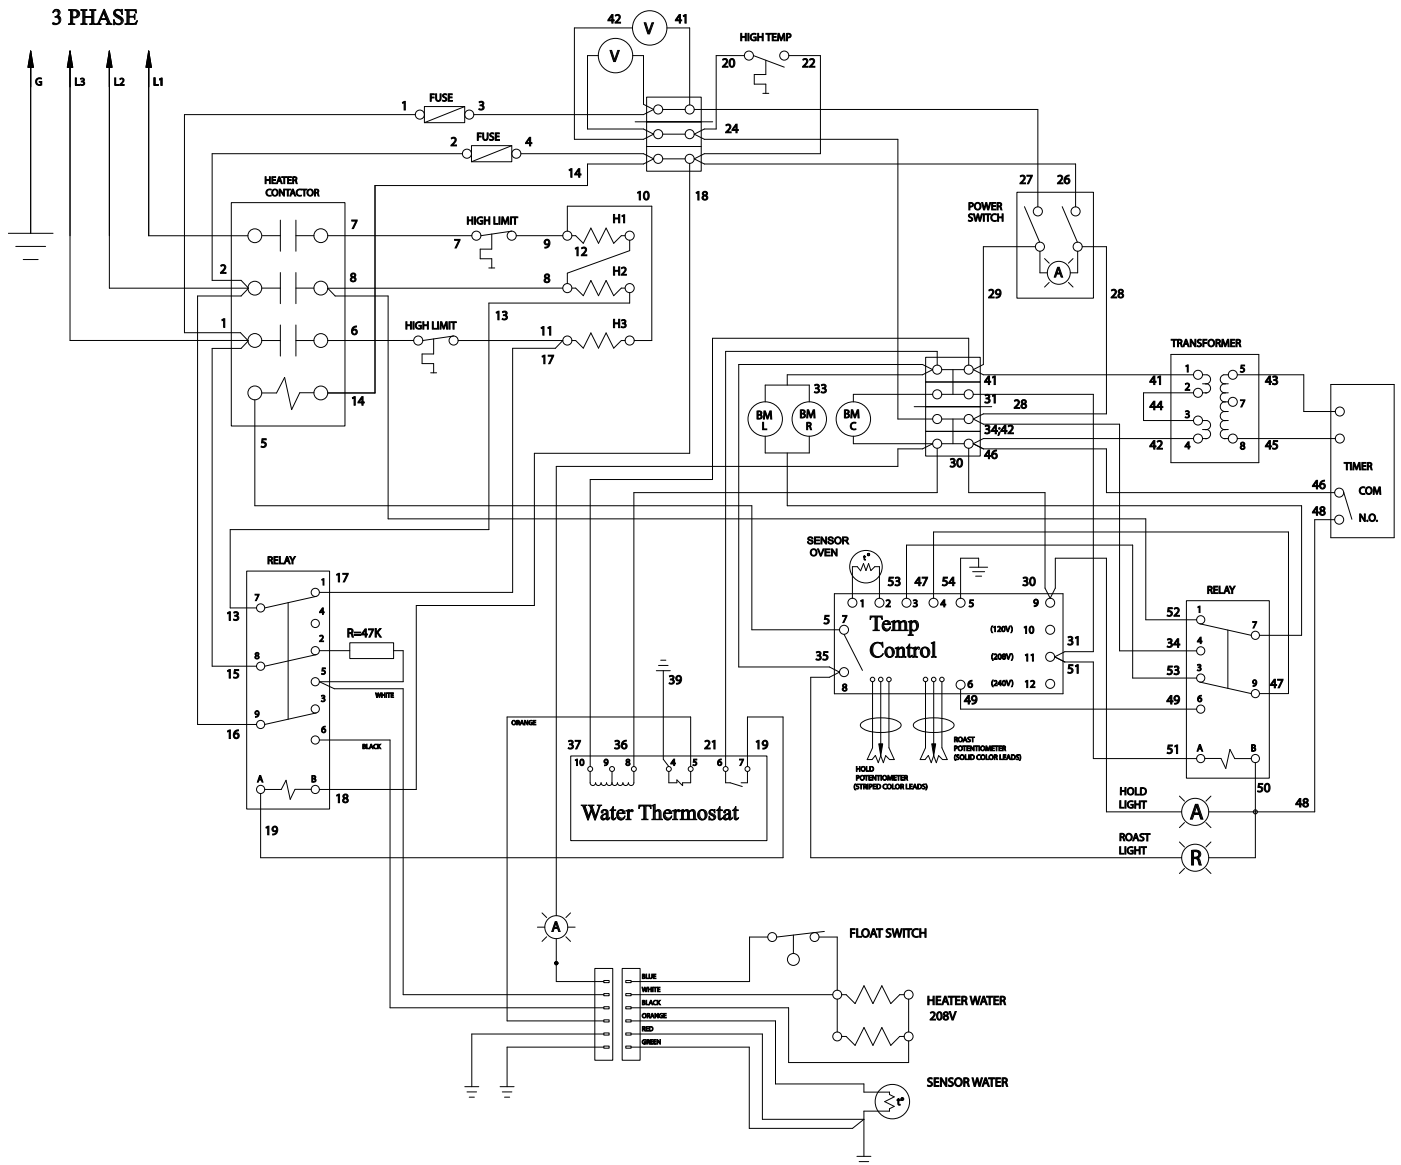 3 PHASE
42
41
V
V
HIGH TEMP
20
22
G
L3
L2
L1
FUSE
1
3
FUSE
2
4
24
14
HEATER
CONTACTOR
10
18
27
26
POWER
SWITCH
7
HIGH LIMIT
7
9
12
H1
2
8
8
H2
A
29
28
13
1
6
HIGH LIMIT
11
17
H3
TRANSFORMER
41
1
5
43
41
2
33
44
7
BM
L
BM
R
BM
C
31
28
3
34;42
42
4
8
45
14
46
30
5
TIMER
46
COM
48
N.O.
SENSOR
OVEN
t°
RELAY
17
1
7
13
4
R=47K
2
8
15
5
WHITE
3
9
16
6
BLACK
A
B
18
19
53
47
54
30
1
2
3
4
5
9
5
7
Temp
Control
(120V)
10
35
(208V)
11
31
51
8
6
(240V)
12
49
RELAY
52
1
7
34
4
53
3
9
47
49
6
51
A
B
50
39
ORANGE
37
36
21
19
10
9
8
4
5
6
7
Water Thermostat
HOLD
POTENTIOMETER
(STRIPED COLOR LEADS)
ROAST
POTENTIOMETER
(SOLID COLOR LEADS)
HOLD
LIGHT
A
48
ROAST
LIGHT
R
A
FLOAT SWITCH
BLUE
WHITE
BLACK
ORANGE
RED
GREEN
HEATER WATER
208V
SENSOR WATER
t°